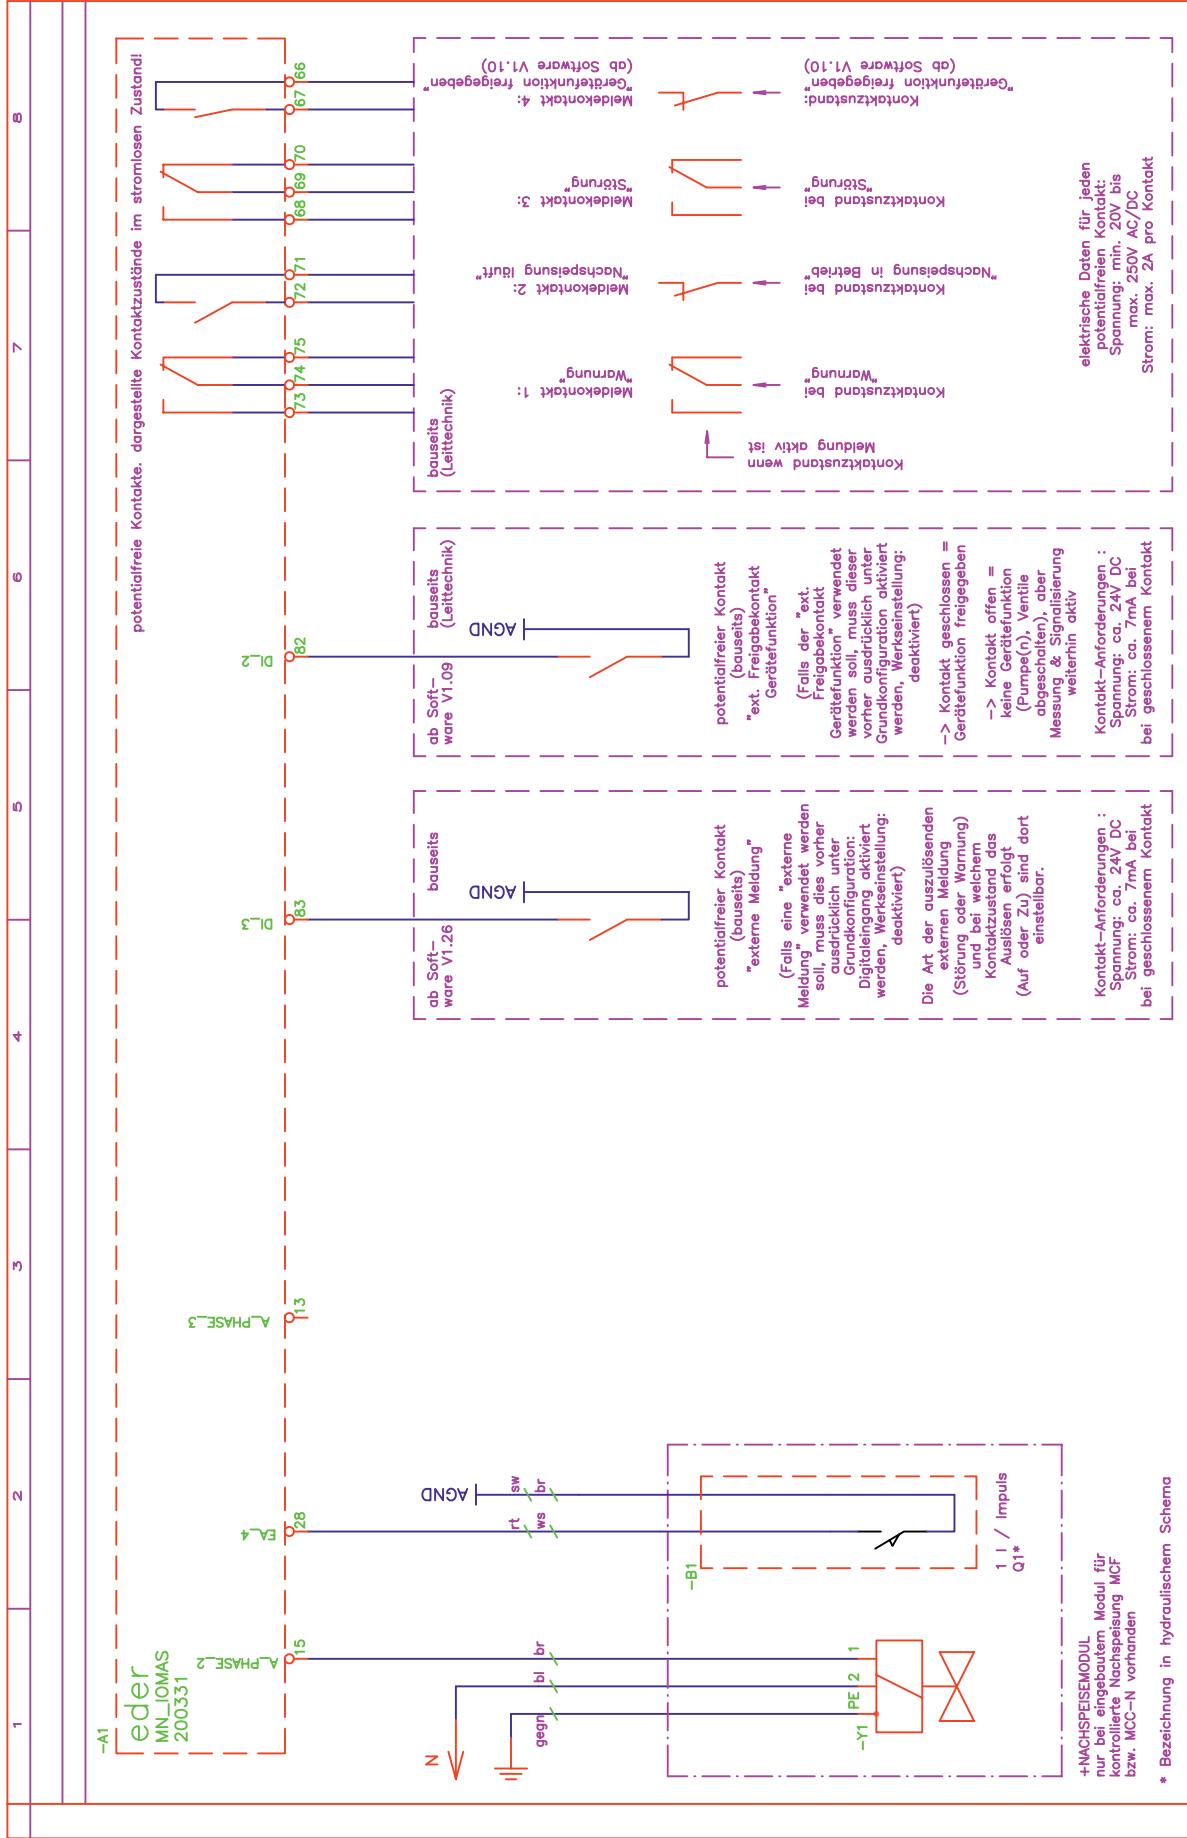 1
2
3
4
5
6
7
8
-A1
eder
MN_IOMAS
200331
potentialfreie Kontakte. dargestellte Kontaktzustände im stromlosen Zustand!
A_PHASE_2
15
EA_4
28
A_PHASE_3
13
DI_3
83
DI_2
82
73
74
75
72
71
68
69
70
67
66
N
gegn
bl
br
PE
2
1
-Y1
AGND
rt
sw
ws
br
-B1
1 l / Impuls
Q1*
+NACHSPEISEMODUL
nur bei eingebautem Modul für
kontrollierte Nachspeisung MCF
bzw. MCC-N vorhanden
* Bezeichnung in hydraulischem Schema
ab Soft-
ware V1.26
bauseits
AGND
potentialfreier Kontakt
(bauseits)
"externe Meldung"
(Falls eine "externe
Meldung" verwendet werden
soll, muss dies vorher
ausdrücklich unter
Grundkonfiguration:
Digitaleingang aktiviert
werden, Werkseinstellung:
deaktiviert)
Die Art der auszulösenden
externen Meldung
(Störung oder Warnung)
und bei welchem
Kontaktzustand das
Auslösen erfolgt
(Auf oder Zu) sind dort
einstellbar.
Kontakt-Anforderungen :
Spannung: ca. 24V DC
Strom: ca. 7mA bei
bei geschlossenem Kontakt
ab Soft-
ware V1.09
bauseits
(Leittechnik)
AGND
potentialfreier Kontakt
(bauseits)
"ext. Freigabekontakt
Gerätefunktion"
(Falls der "ext.
Freigabekontakt
Gerätefunktion" verwendet
werden soll, muss dieser
vorher ausdrücklich unter
Grundkonfiguration aktiviert
werden, Werkseinstellung:
deaktiviert)
-> Kontakt geschlossen =
Gerätefunktion freigegeben
-> Kontakt offen =
keine Gerätefunktion
(Pumpe(n), Ventile
abgeschalten), aber
Messung & Signalisierung
weiterhin aktiv
Kontakt-Anforderungen :
Spannung: ca. 24V DC
Strom: ca. 7mA bei
bei geschlossenem Kontakt
bauseits
(Leittechnik)
Meldekontakt 1:
"Warnung"
Meldekontakt 2:
"Nachspeisung läuft"
Meldekontakt 3:
"Störung"
Meldekontakt 4:
"Gerätefunktion freigegeben"
(ab Software V1.10)
Kontaktzustand wenn
Meldung aktiv ist
Kontaktzustand bei
"Warnung"
Kontaktzustand bei
"Nachspeisung in Betrieb"
Kontaktzustand bei
"Störung"
Kontaktzustand:
"Gerätefunktion freigegeben"
(ab Software V1.10)
elektrische Daten für jeden
potentialfreien Kontakt:
Spannung: min. 20V bis
max. 250V AC/DC
Strom: max. 2A pro Kontakt